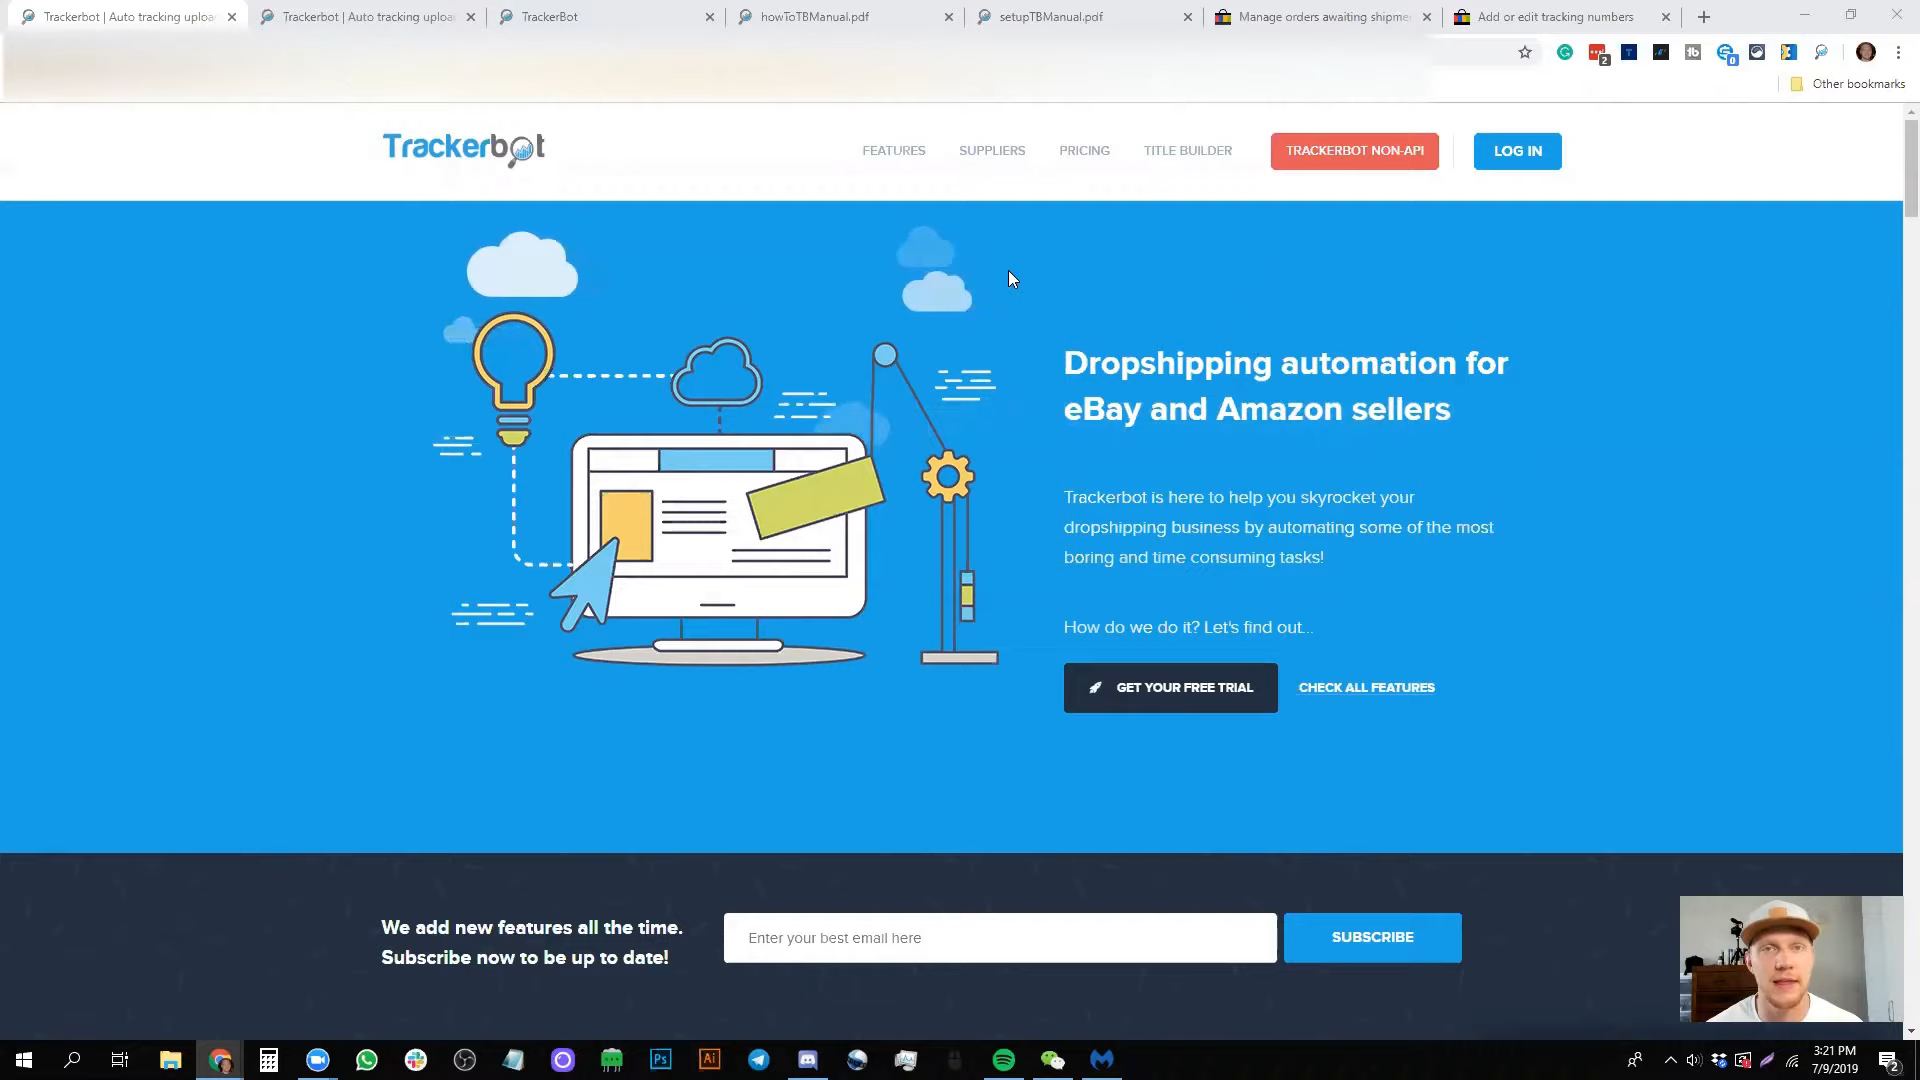 Trackerbot | Auto tracking uploa
Trackerbot | Auto tracking uploa
TrackerBot
howToTBManual.pdf
setupTBManual.pdf
Manage orders awaiting shipme
Add or edit tracking numbers
2
0
Other bookmarks
Trackerbot
FEATURES
SUPPLIERS
PRICING
TITLE BUILDER
TRACKERBOT NON-API
LOG IN
Dropshipping automation for
eBay and Amazon sellers
Trackerbot is here to help you skyrocket your
dropshipping business by automating some of the most
boring and time consuming tasks!
How do we do it? Let's find out...
GET YOUR FREE TRIAL
CHECK ALL FEATURES
We add new features all the time.
Subscribe now to be up to date!
Enter your best email here
SUBSCRIBE
Ps
Ai
3:21 PM
7/9/2019
2